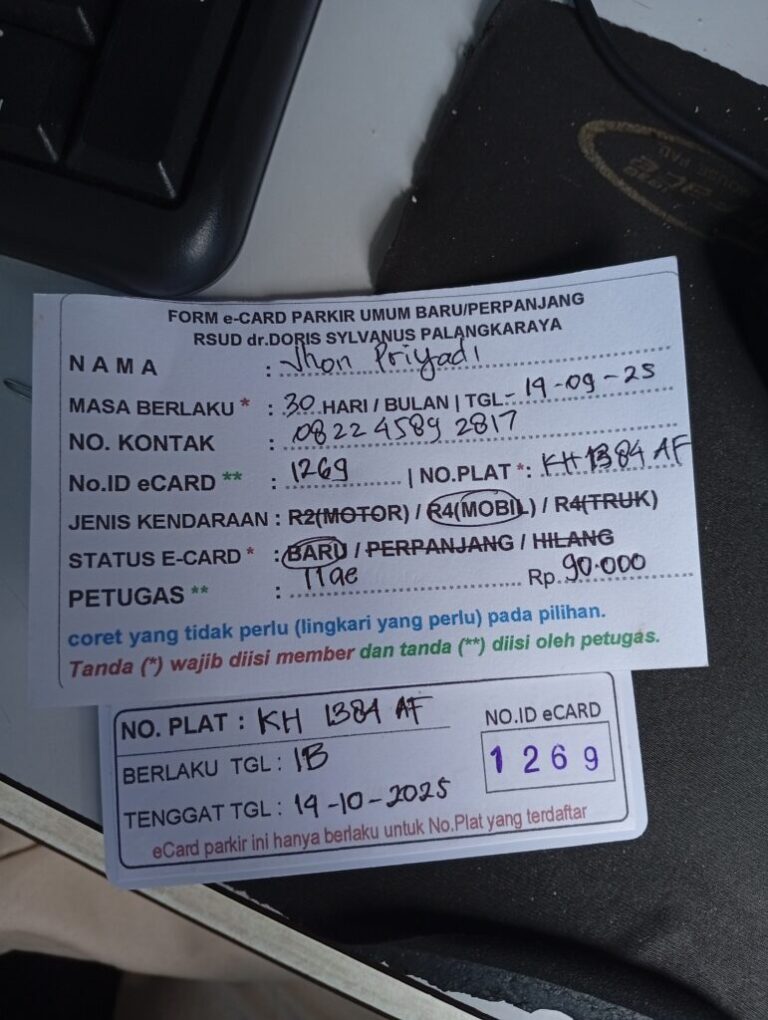 FORM e-CARD PARKIR UMUM BARU/PERPANJANG
RSUD dr.DORIS SYLVANUS PALANGKARAYA
NAMA : Jhon Priyadi
MASA BERLAKU * : 30 HARI / BULAN | TGL- 19-09-25
NO. KONTAK : 0822 4589 2817
No.ID eCARD ** : 1269 | NO.PLAT *: KH 1384 AF
JENIS KENDARAAN : R2(MOTOR) / R4(MOBIL) / R4(TRUK)
STATUS E-CARD * : BARU / PERPANJANG / HILANG
PETUGAS ** : Rp. 90.000
coret yang tidak perlu (lingkari yang perlu) pada pilihan.
Tanda (*) wajib diisi member dan tanda (**) diisi oleh petugas.
NO. PLAT : KH 1384 AF
NO.ID eCARD
1269
BERLAKU TGL : 1B
TENGGAT TGL : 19-10-2025
eCard parkir ini hanya berlaku untuk No.Plat yang terdaftar